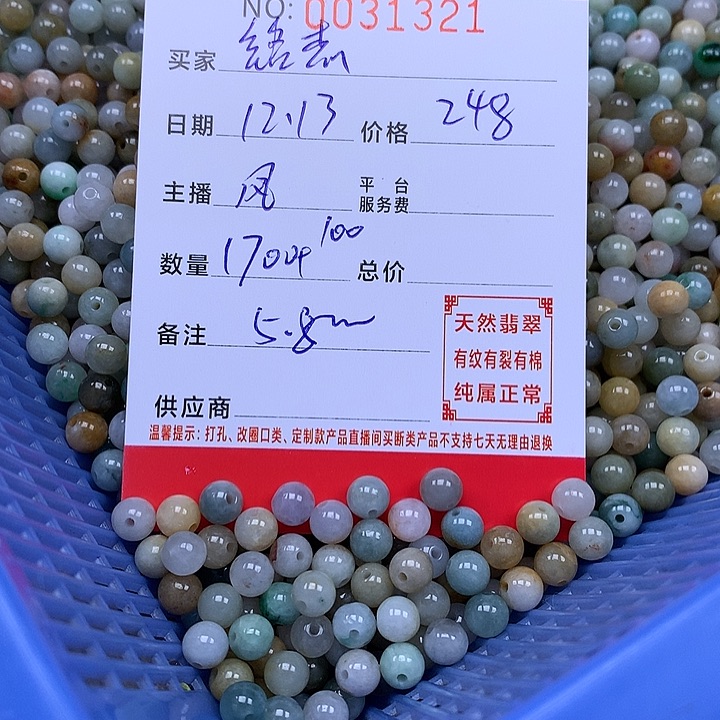 NO: 0031321
买家
日期 12.13 价格 248
主播 风 平台服务费
数量 100 总价
备注 5.8m
天然翡翠
有纹有裂有棉
纯属正常
供应商
温馨提示：打孔、改圈口类、定制款产品直播间买断类产品不支持七天无理由退换